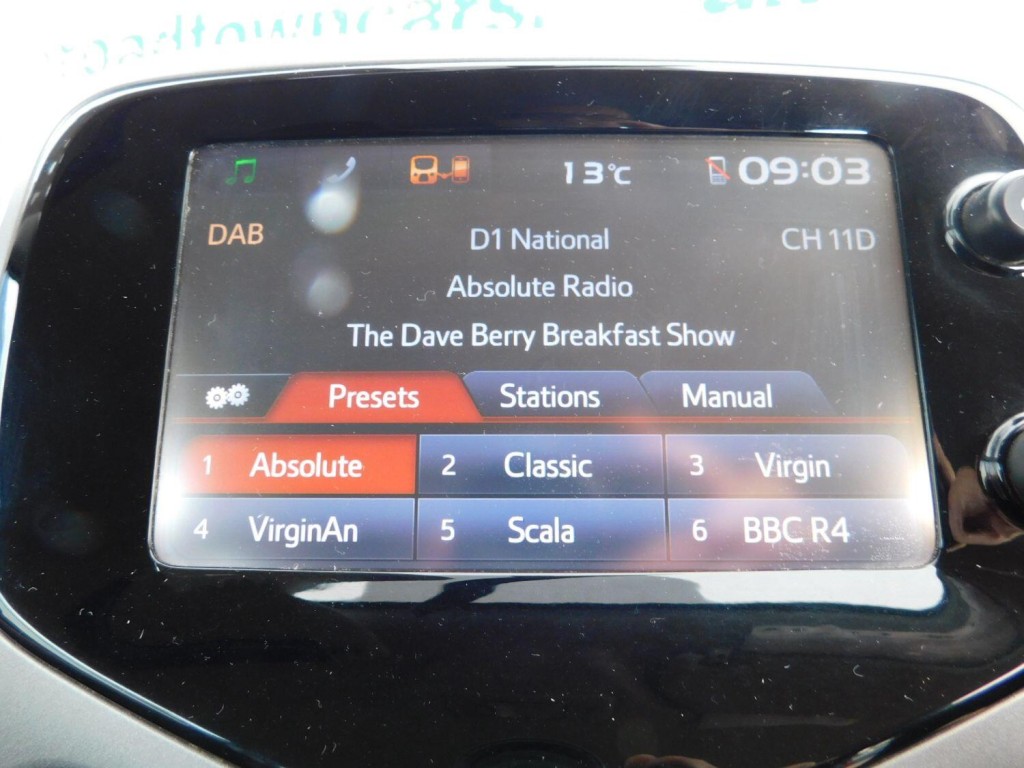 13°C 09:03
DAB D1 National CH 11D
Absolute Radio
The Dave Berry Breakfast Show
Presets Stations Manual
1 Absolute 2 Classic 3 Virgin
4 VirginAn 5 Scala 6 BBC R4